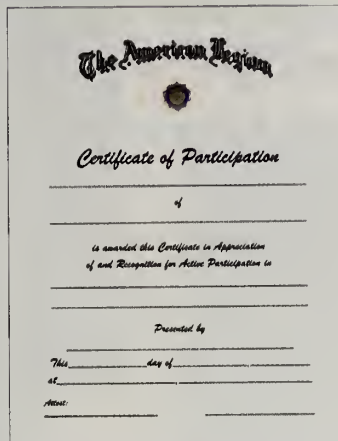 The American Legion
Certificate of Participation
of
is awarded this Certificate in Appreciation
of and Recognition for Active Participation in
Presented by
This day of ,
at ,
Attest: